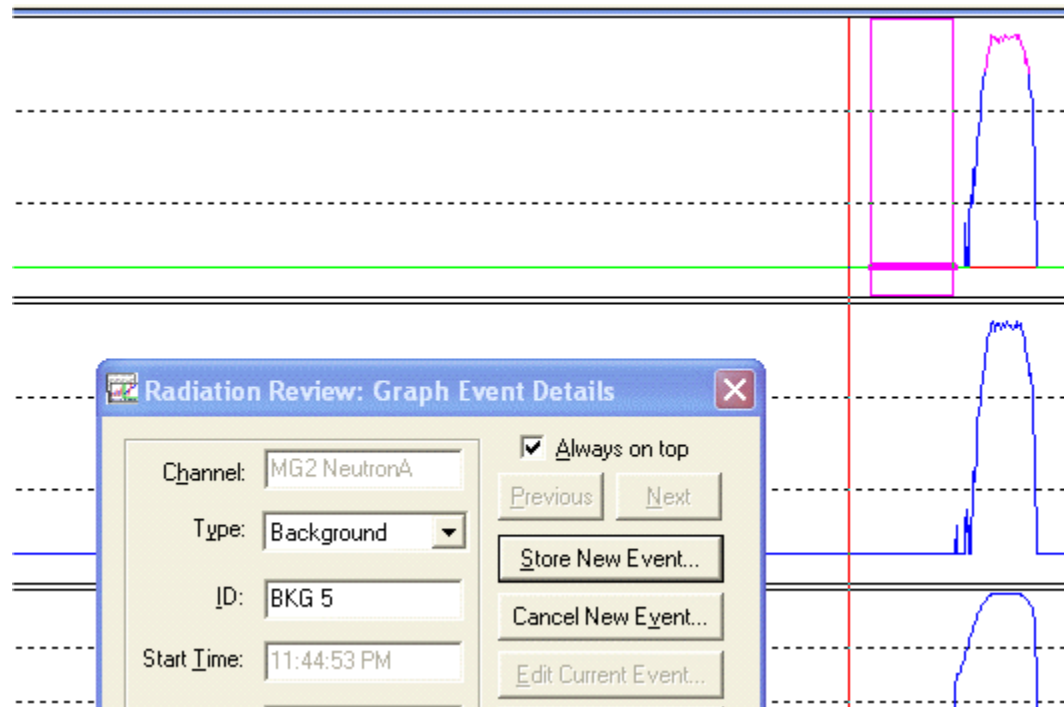 Radiation Review: Graph Event Details
Channel: MG2 NeutronA
Type: Background
ID: BKG 5
Start Time: 11:44:53 PM
Always on top
Previous Next
Store New Event...
Cancel New Event...
Edit Current Event...